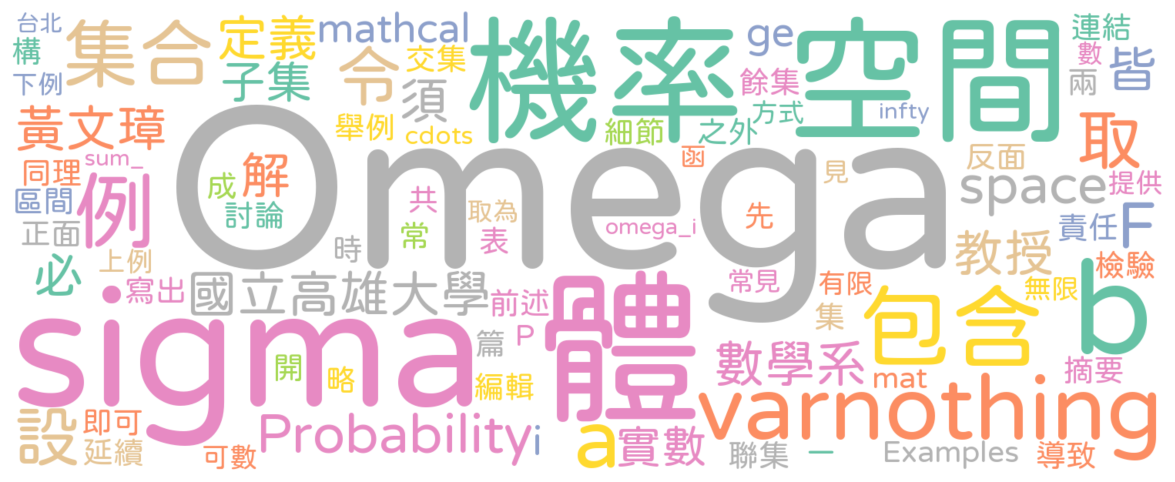 台北
集合
定義
mathcal
機率空間
ge
連結
構
子集
令
交集
餘集
數
皆
下例
須
方式
兩
黃文璋
舉例
cdots
細節
之外
infty
取
同理
sum_
例
Omega
函
反面
區間
成
解
共
取為
omega_i
見
space
提供
正面
討論
常
表
先
責任
F
上例
時
教授
檢驗
必
寫出
國立高雄大學
前述
體
常見
有限
無限
b
sigma
P
集
包含
篇
開
略
編輯
數學系
mat
摘要
設
即可
varnothing
延續
可數
Probability
i
a
實數
聯集
一
Examples
導致